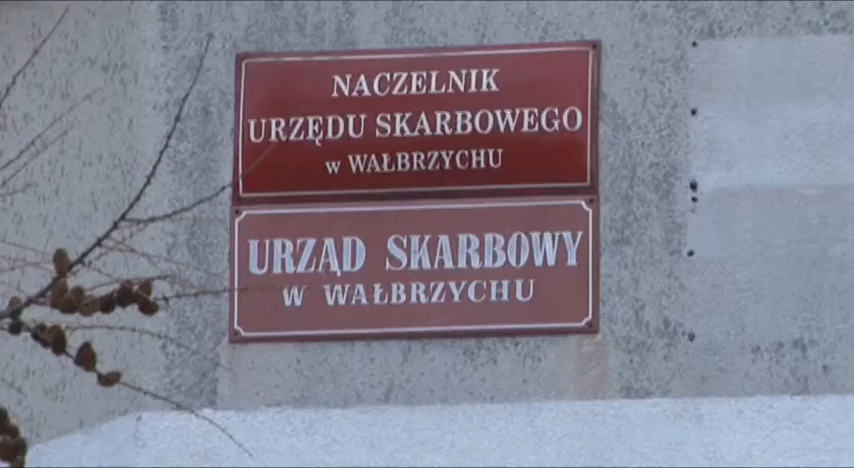 NACZELNIK
URZĘDU SKARBOWEGO
W WAŁBRZYCHU
URZĄD SKARBOWY
W WAŁBRZYCHU